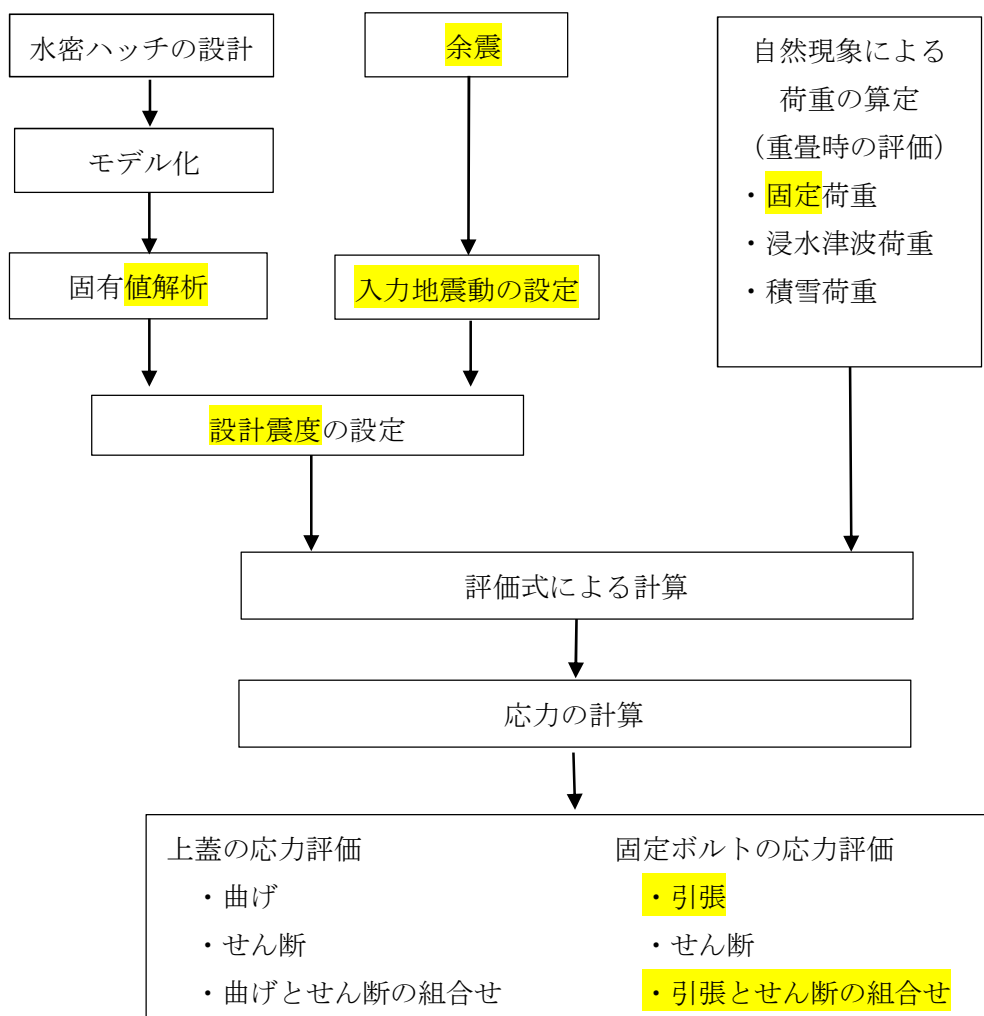 水密ハッチの設計
余震
自然現象による
荷重の算定
（重畳時の評価）
・固定荷重
・浸水津波荷重
・積雪荷重
モデル化
固有値解析
入力地震動の設定
設計震度の設定
評価式による計算
応力の計算
上蓋の応力評価
・曲げ
・せん断
・曲げとせん断の組合せ
固定ボルトの応力評価
・引張
・せん断
・引張とせん断の組合せ